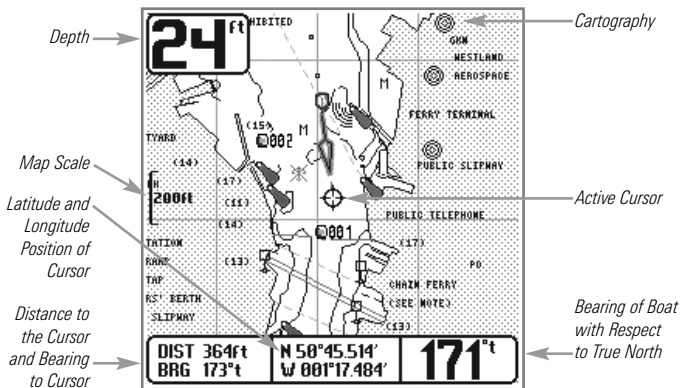 Depth
24 ft
HIBITED
Cartography
GKN
WESTLAND
AEROSPACE
M
M
FERRY TERMINAL
(15)
002
TYARD
(14)
PUBLIC SLIPWAY
Map Scale
200ft
(17)
(11)
Active Cursor
Latitude and
Longitude
Position of
Cursor
PUBLIC TELEPHONE
(14)
001
(17)
TATION
RAMP
(13)
PO
TAP
CHAIN FERRY
RS' BERTH
(SEE NOTE)
SLIPWAY
(13)
Distance to
the Cursor
and Bearing
to Cursor
DIST 364ft
BRG 173°t
N 50°45.514'
W 001°17.484'
171°t
Bearing of Boat
with Respect
to True North